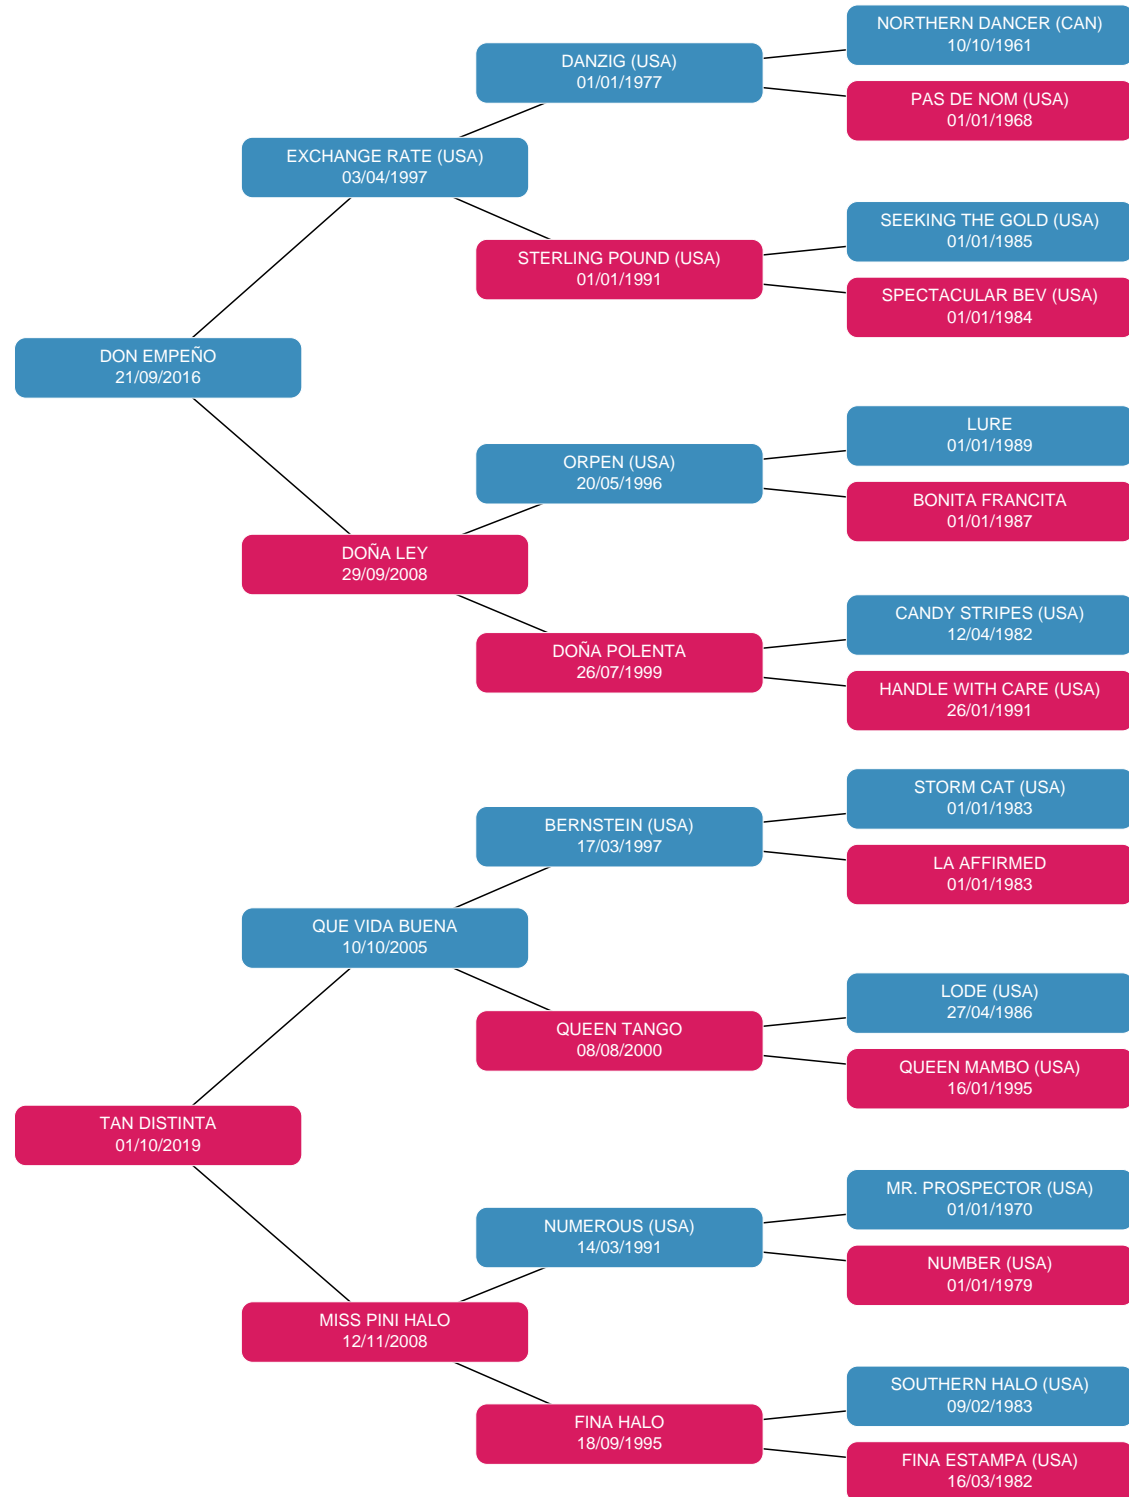 NORTHERN DANCER (CAN)
10/10/1961
DANZIG (USA)
01/01/1977
PAS DE NOM (USA)
01/01/1968
EXCHANGE RATE (USA)
03/04/1997
SEEKING THE GOLD (USA)
01/01/1985
STERLING POUND (USA)
01/01/1991
SPECTACULAR BEV (USA)
01/01/1984
DON EMPEÑO
21/09/2016
LURE
01/01/1989
ORPEN (USA)
20/05/1996
BONITA FRANCITA
01/01/1987
DOÑA LEY
29/09/2008
CANDY STRIPES (USA)
12/04/1982
DOÑA POLENTA
26/07/1999
HANDLE WITH CARE (USA)
26/01/1991
STORM CAT (USA)
01/01/1983
BERNSTEIN (USA)
17/03/1997
LA AFFIRMED
01/01/1983
QUE VIDA BUENA
10/10/2005
LODE (USA)
27/04/1986
QUEEN TANGO
08/08/2000
QUEEN MAMBO (USA)
16/01/1995
TAN DISTINTA
01/10/2019
MR. PROSPECTOR (USA)
01/01/1970
NUMEROUS (USA)
14/03/1991
NUMBER (USA)
01/01/1979
MISS PINI HALO
12/11/2008
SOUTHERN HALO (USA)
09/02/1983
FINA HALO
18/09/1995
FINA ESTAMPA (USA)
16/03/1982